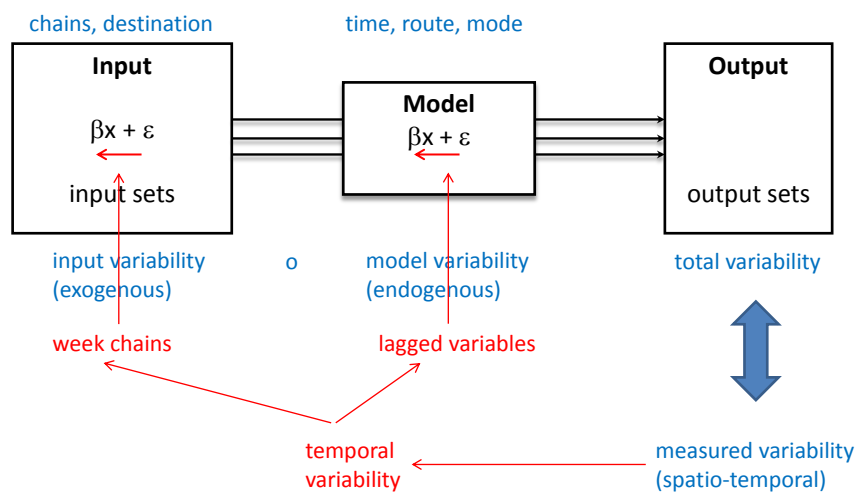 chains, destination
time, route, mode
Input
Model
Output
βx + ε
βx + ε
input sets
output sets
input variability
(exogenous)
o
model variability
(endogenous)
total variability
week chains
lagged variables
temporal
variability
measured variability
(spatio-temporal)